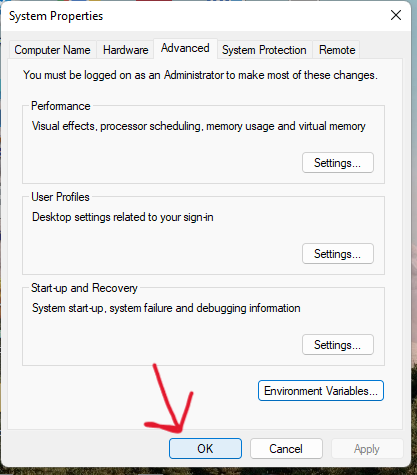 System Properties
Computer Name Hardware Advanced System Protection Remote
You must be logged on as an Administrator to make most of these changes.
Performance
Visual effects, processor scheduling, memory usage and virtual memory
Settings...
User Profiles
Desktop settings related to your sign-in
Settings...
Start-up and Recovery
System start-up, system failure and debugging information
Settings...
Environment Variables...
OK Cancel Apply